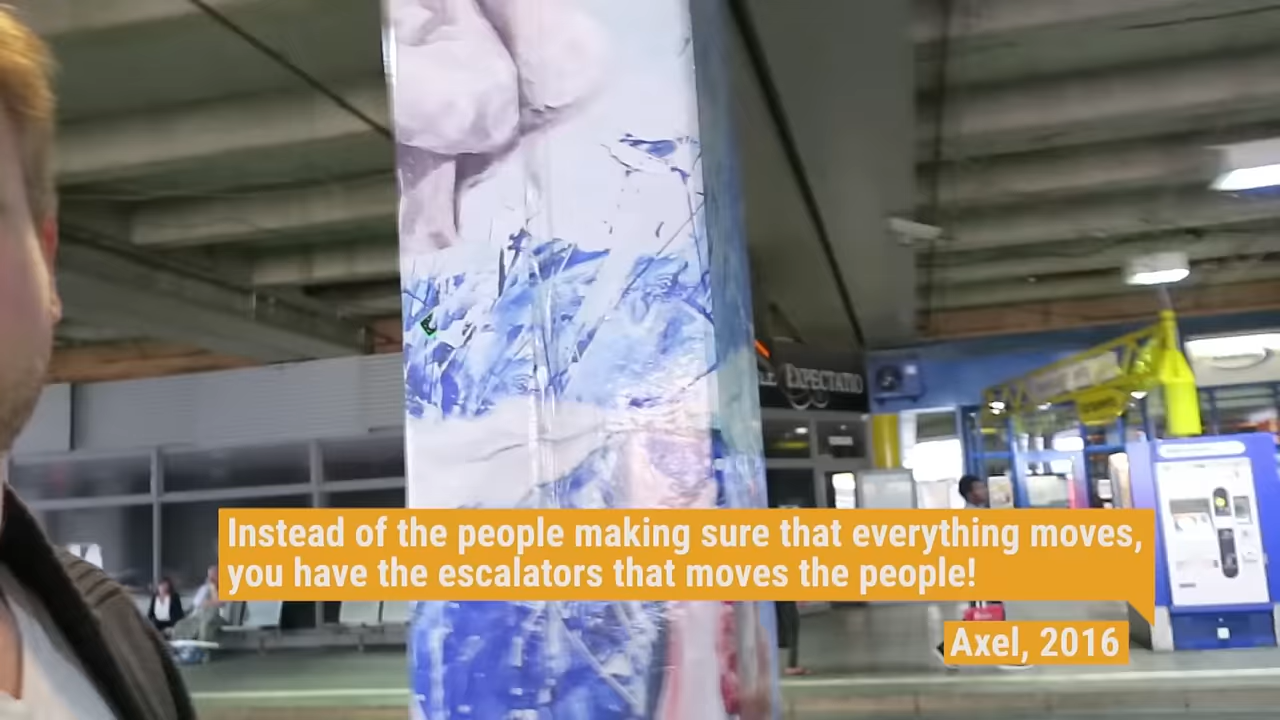 EXPECTATIO
Instead of the people making sure that everything moves,
you have the escalators that moves the people!
Axel, 2016